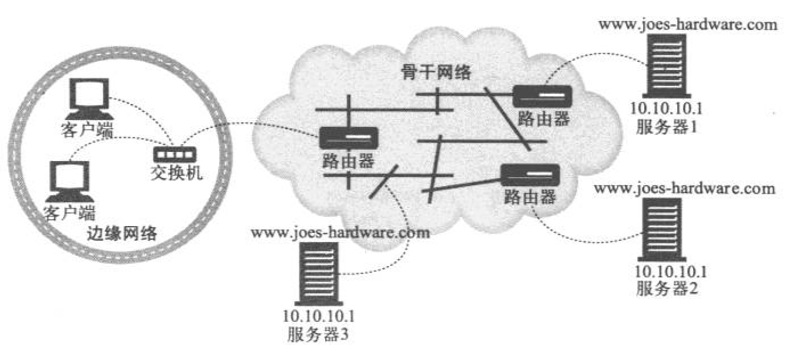 www.joes-hardware.com
骨干网络
10.10.10.1
服务器1
客户端
路由器
路由器
交换机
客户端
www.joes-hardware.com
路由器
边缘网络
www.joes-hardware.com
10.10.10.1
服务器2
10.10.10.1
服务器3